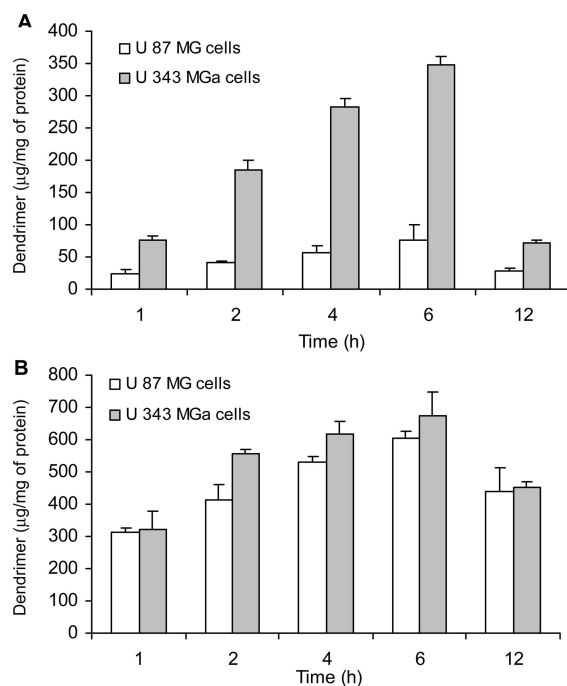 A
400
350
300
250
200
150
100
50
0
Dendrimer (μg/mg of protein)
U 87 MG cells
U 343 MGa cells
1 2 4 6 12
Time (h)
B
800
700
600
500
400
300
200
100
0
Dendrimer (μg/mg of protein)
U 87 MG cells
U 343 MGa cells
1 2 4 6 12
Time (h)